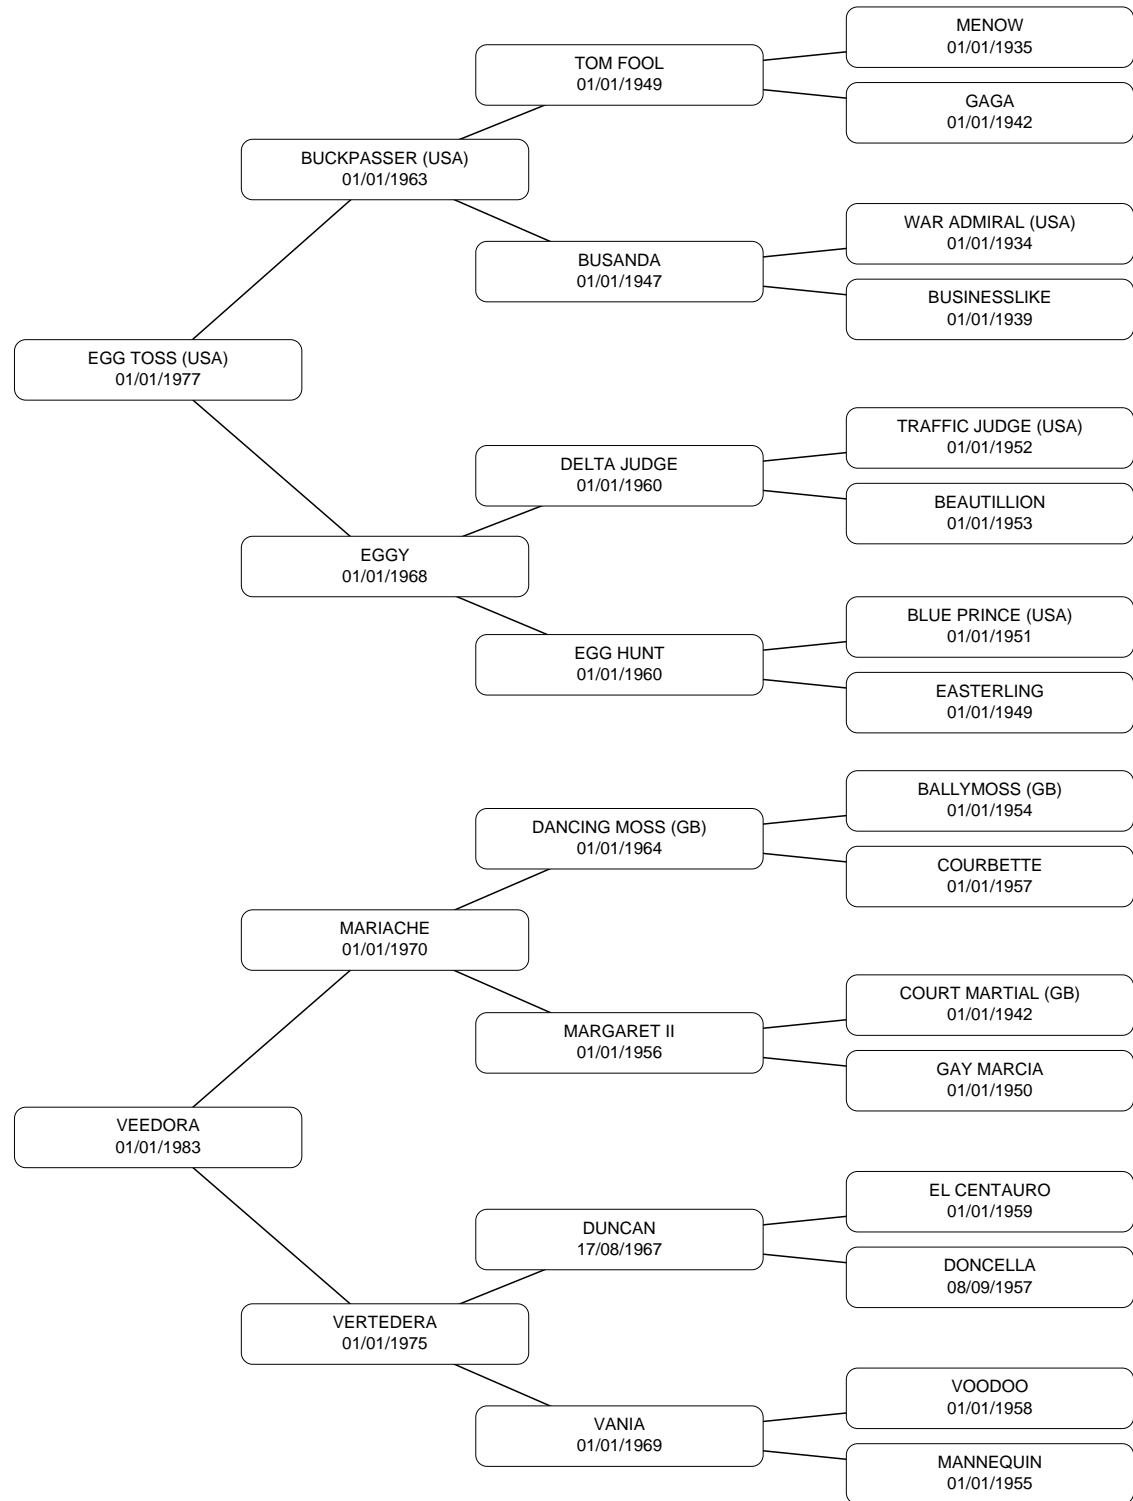 MENOW
01/01/1935
TOM FOOL
01/01/1949
GAGA
01/01/1942
BUCKPASSER (USA)
01/01/1963
WAR ADMIRAL (USA)
01/01/1934
BUSANDA
01/01/1947
BUSINESSLIKE
01/01/1939
EGG TOSS (USA)
01/01/1977
TRAFFIC JUDGE (USA)
01/01/1952
DELTA JUDGE
01/01/1960
BEAUTILLION
01/01/1953
EGGY
01/01/1968
BLUE PRINCE (USA)
01/01/1951
EGG HUNT
01/01/1960
EASTERLING
01/01/1949
BALLYMOSS (GB)
01/01/1954
DANCING MOSS (GB)
01/01/1964
COURBETTE
01/01/1957
MARIACHE
01/01/1970
COURT MARTIAL (GB)
01/01/1942
MARGARET II
01/01/1956
GAY MARCIA
01/01/1950
VEEDORA
01/01/1983
EL CENTAURO
01/01/1959
DUNCAN
17/08/1967
DONCELLA
08/09/1957
VERTEDERA
01/01/1975
VOODOO
01/01/1958
VANIA
01/01/1969
MANNEQUIN
01/01/1955